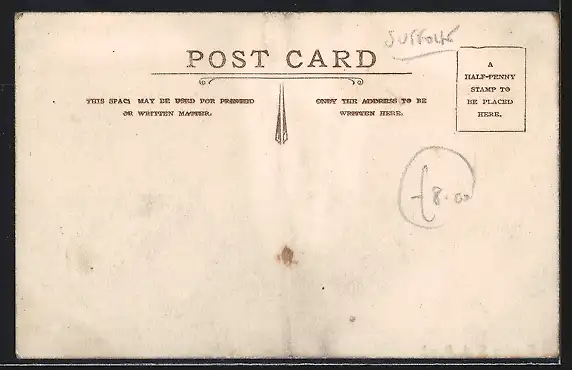 SUFFOLK
POST CARD
THIS SPACE MAY BE USED FOR PRINTED
OR WRITTEN MATTER.
ONLY THE ADDRESS TO BE
WRITTEN HERE.
A
HALF-PENNY
STAMP TO
BE PLACED
HERE.
£8.00